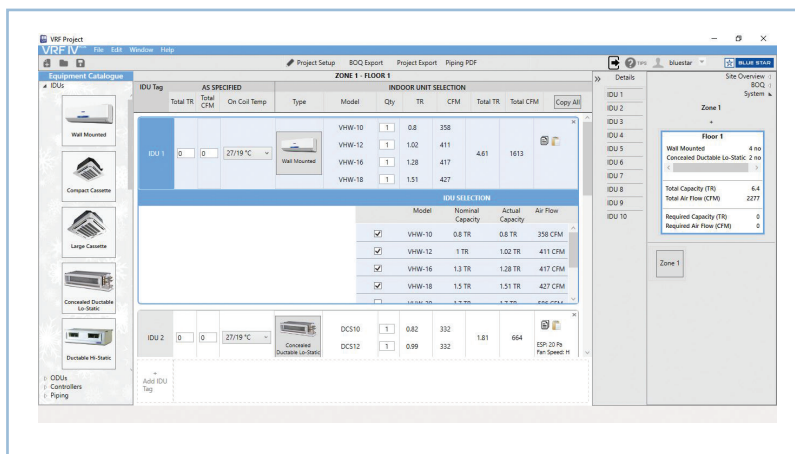 VRF Project
VRF IV File Edit Window Help
Project Setup BOQ Export Project Export Piping PDF
TIPS bluestar BLUE STAR
Equipment Catalogue
IDUs
Wall Mounted
Compact Cassette
Large Cassette
Concealed Ductable
Lo-Static
Ductable Hi-Static
ODUs
Controllers
Piping
ZONE 1 - FLOOR 1
IDU Tag AS SPECIFIED INDOOR UNIT SELECTION
Total TR Total CFM On Coil Temp Type Model Qty TR CFM Total TR Total CFM Copy All
IDU 1 0 0 27/19 °C Wall Mounted 4.61 1613
VHW-10 1 0.8 358
VHW-12 1 1.02 411
VHW-16 1 1.28 417
VHW-18 1 1.51 427
IDU SELECTION
Model Nominal Capacity Actual Capacity Air Flow
VHW-10 0.8 TR 0.8 TR 358 CFM
VHW-12 1 TR 1.02 TR 411 CFM
VHW-16 1.3 TR 1.28 TR 417 CFM
VHW-18 1.5 TR 1.51 TR 427 CFM
IDU 2 0 0 27/19 °C Concealed Ductable Lo-Static 1.81 664
DCS10 1 0.82 332
DCS12 1 0.99 332
ESP| 20 Pa
Fan Speed: H
+
Add IDU
Tag
Details
IDU 1
IDU 2
IDU 3
IDU 4
IDU 5
IDU 6
IDU 7
IDU 8
IDU 9
IDU 10
Site Overview
BOQ
System
Zone 1
+
Floor 1
Wall Mounted 4 no
Concealed Ductable Lo-Static 2 no
Total Capacity (TR) 6.4
Total Air Flow (CFM) 2277
Required Capacity (TR) 0
Required Air Flow (CFM) 0
Zone 1